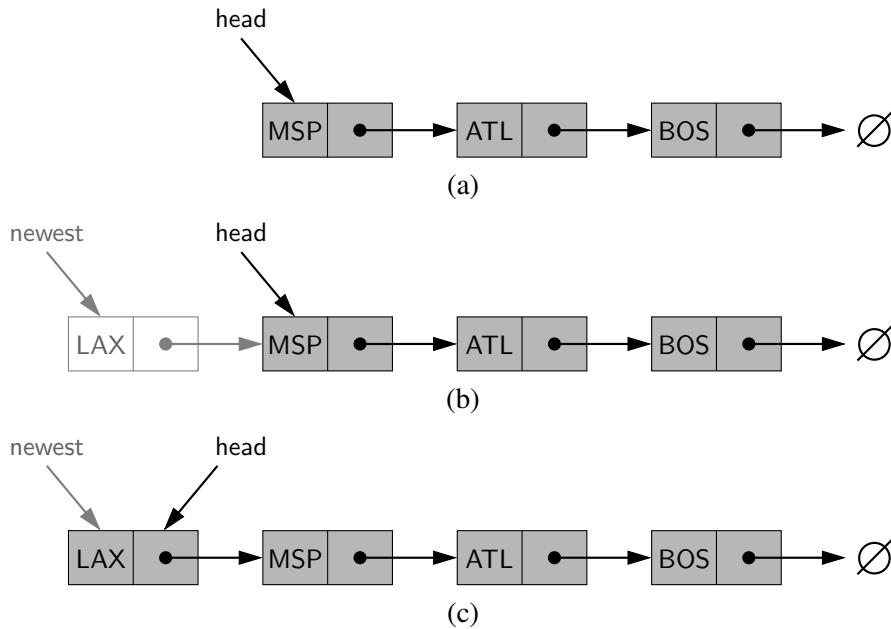 head
MSP ATL BOS ∅
(a)
newest head
LAX MSP ATL BOS ∅
(b)
newest head
LAX MSP ATL BOS ∅
(c)